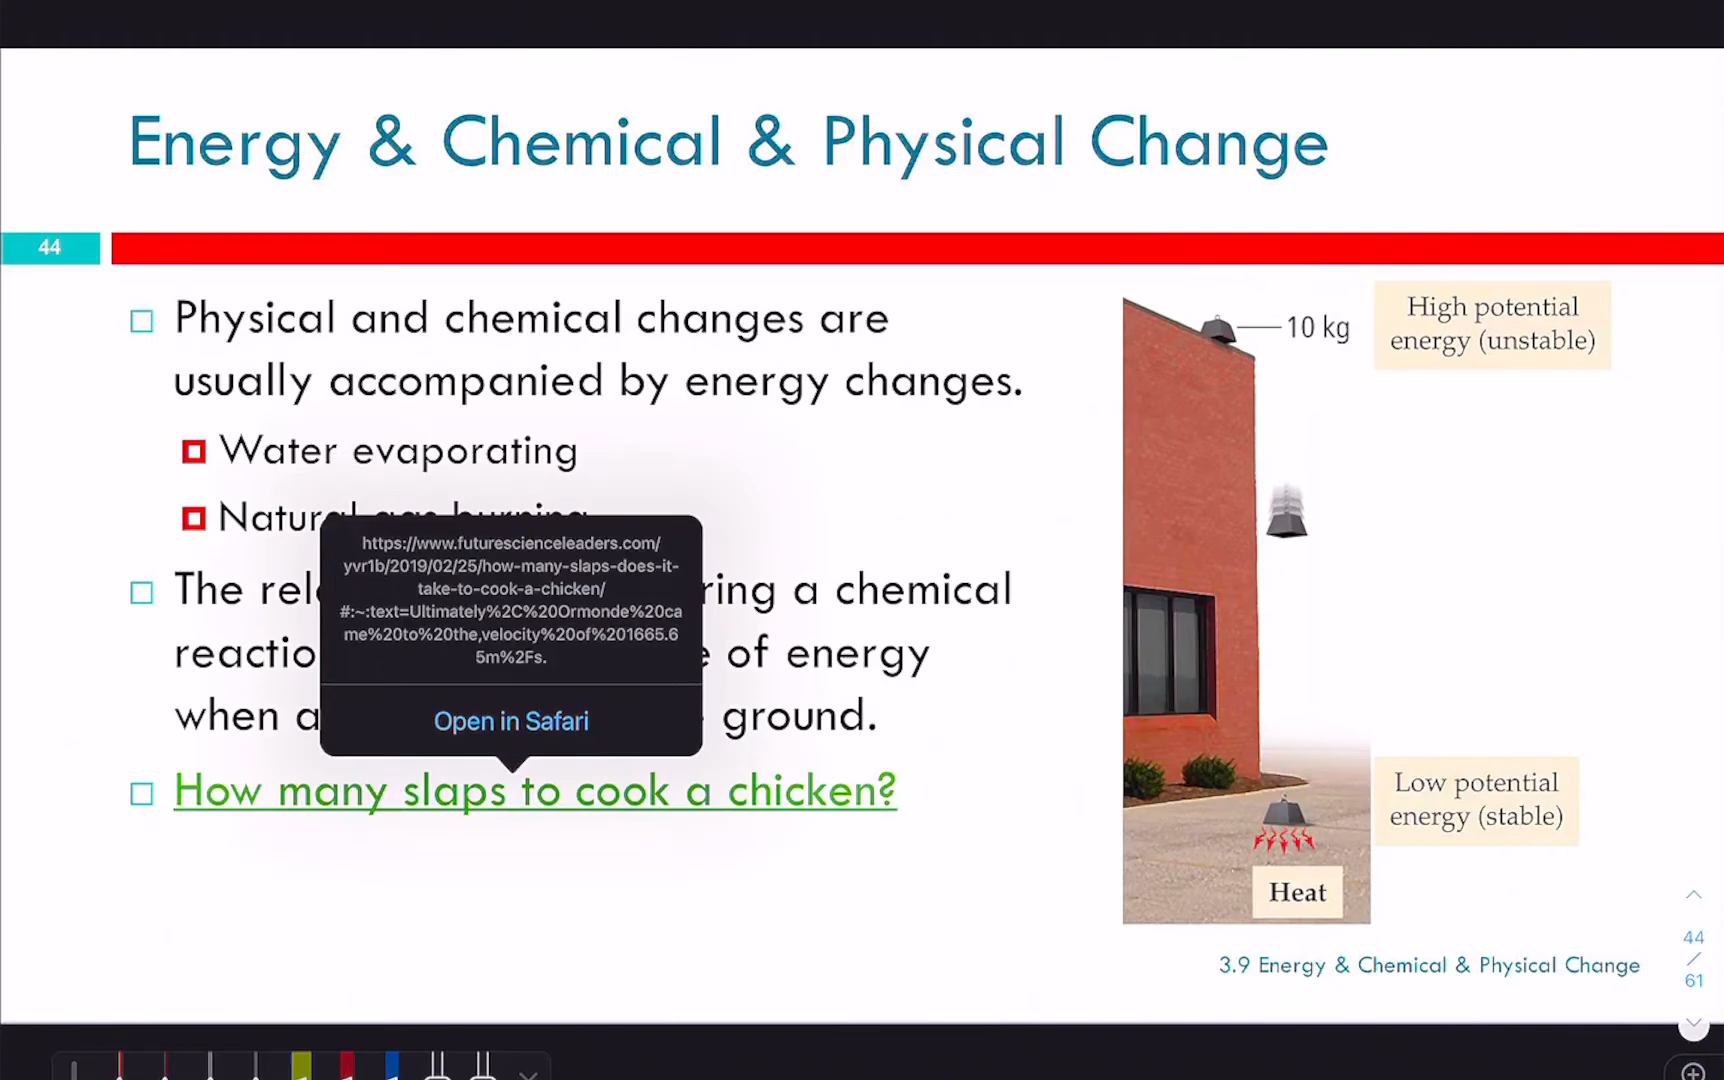 Energy & Chemical & Physical Change
44
Physical and chemical changes are
usually accompanied by energy changes.
Water evaporating
Natural gas burning
https://www.futurescienceleaders.com/
yvr1b/2019/02/25/how-many-slaps-does-it-
take-to-cook-a-chicken/
#:~:text=Ultimately%2C%20Ormonde%20ca
me%20to%20the,velocity%20of%201665.6
5m%2Fs.
Open in Safari
The ring a chemical
of energy
when ground.
How many slaps to cook a chicken?
10 kg
High potential
energy (unstable)
Low potential
energy (stable)
Heat
3.9 Energy & Chemical & Physical Change
44
/
61